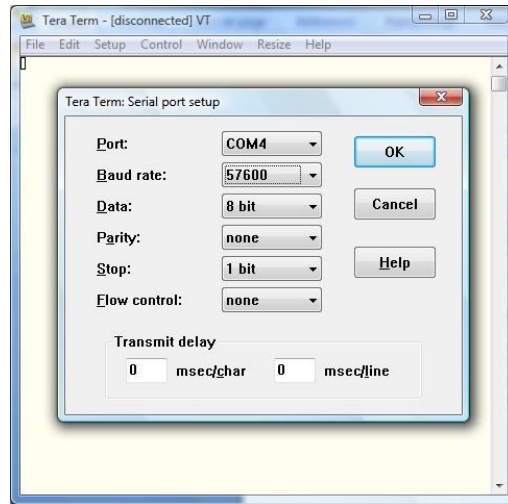 Tera Term - [disconnected] VT
File Edit Setup Control Window Resize Help
Tera Term: Serial port setup
Port: COM4
OK
Baud rate: 57600
Data: 8 bit
Cancel
Parity: none
Stop: 1 bit
Help
Flow control: none
Transmit delay
0 msec/char 0 msec/line